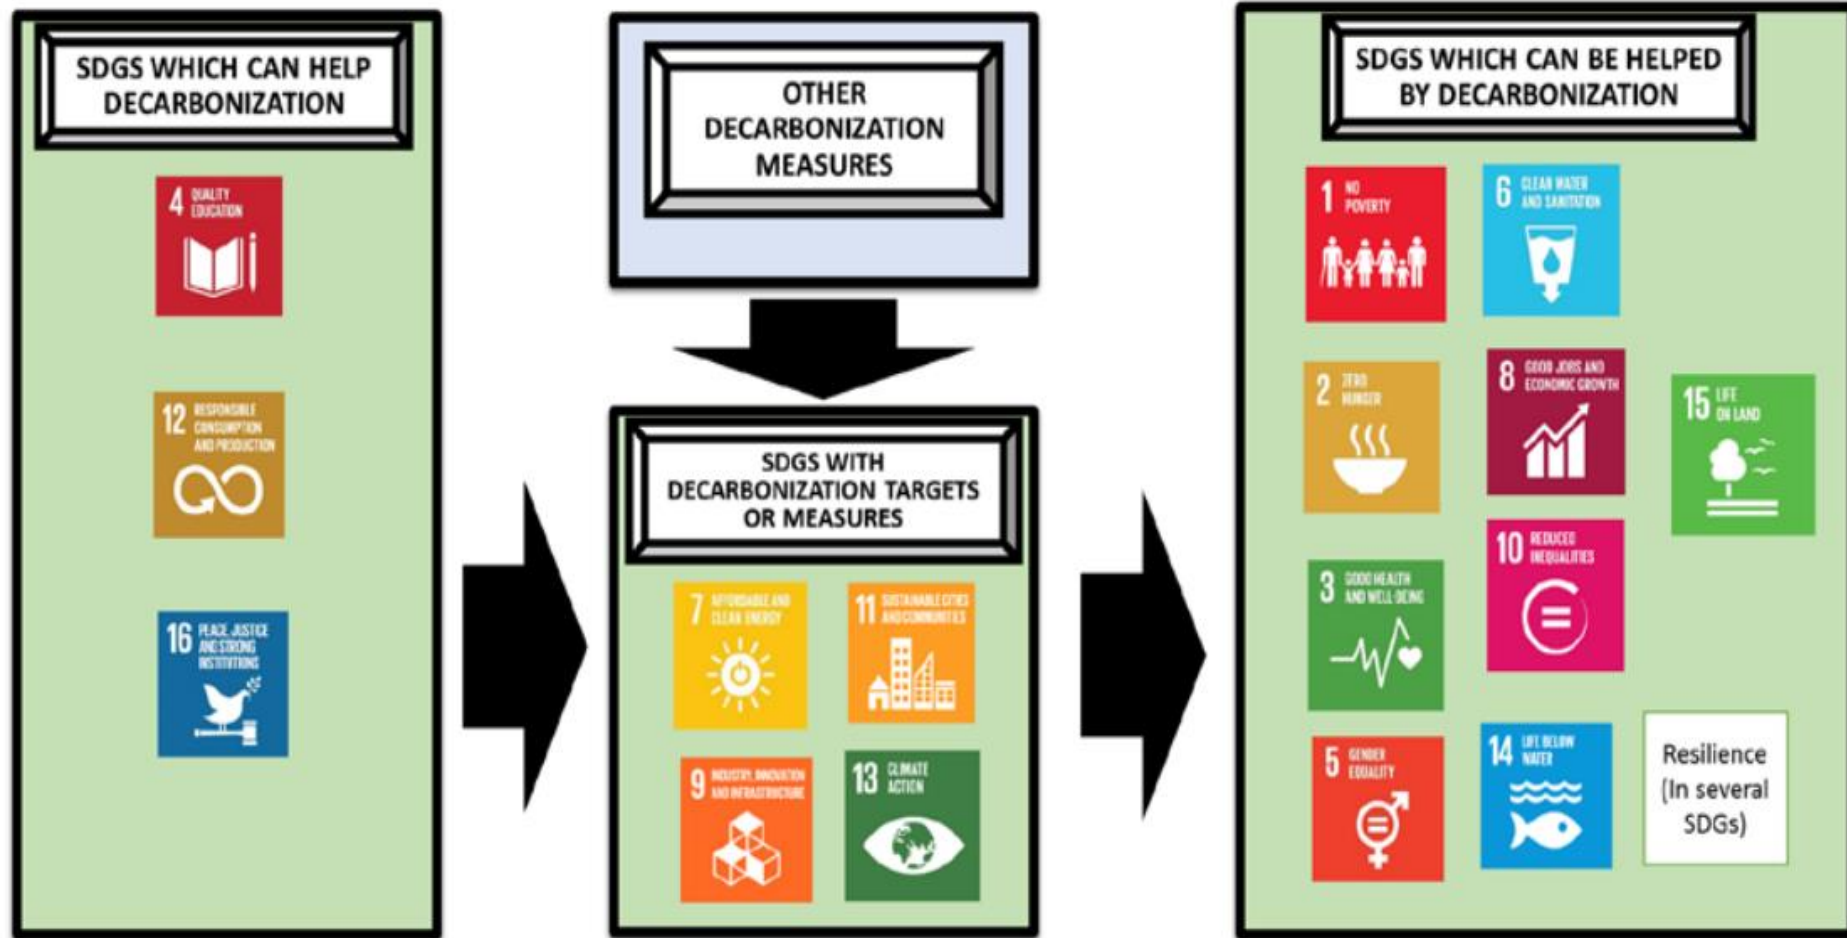 SDGS WHICH CAN HELP
DECARBONIZATION
4 QUALITY
EDUCATION
12 RESPONSIBLE
CONSUMPTION
AND PRODUCTION
16 PEACE JUSTICE
AND STRONG
INSTITUTIONS
OTHER
DECARBONIZATION
MEASURES
SDGS WITH
DECARBONIZATION TARGETS
OR MEASURES
7 AFFORDABLE AND
CLEAN ENERGY
11 SUSTAINABLE CITIES
AND COMMUNITIES
9 INDUSTRY, INNOVATION
AND INFRASTRUCTURE
13 CLIMATE
ACTION
SDGS WHICH CAN BE HELPED
BY DECARBONIZATION
1 NO
POVERTY
6 CLEAN WATER
AND SANITATION
2 ZERO
HUNGER
8 GOOD JOBS AND
ECONOMIC GROWTH
15 LIFE
ON LAND
3 GOOD HEALTH
AND WELL-BEING
10 REDUCED
INEQUALITIES
5 GENDER
EQUALITY
14 LIFE BELOW
WATER
Resilience
(In several
SDGs)